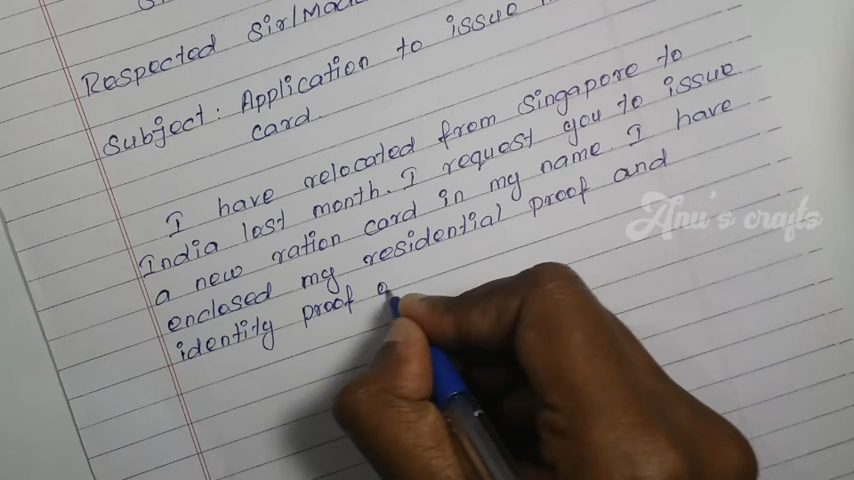 Respected Sir/Mada
Subject: Application to issue
card.
I have relocated from Singapore to
India last month. I request you to issue
a new ration card in my name I have
enclosed my residential proof and
identity proof
Anu's crafts